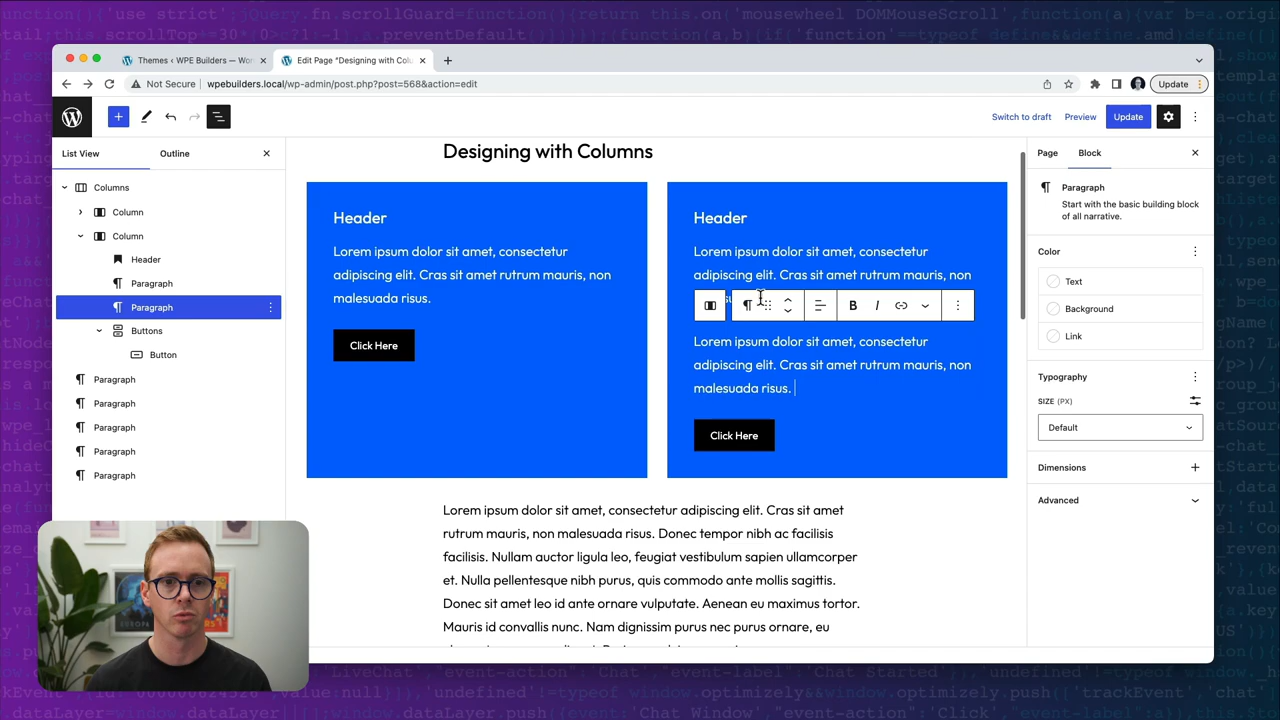 Themes ‹ WPE Builders — Wor
Edit Page "Designing with Colu
Not Secure
wpebuilders.local/wp-admin/post.php?post=568&action=edit
Update
Switch to draft
Preview
Update
List View
Outline
Columns
Column
Column
Header
Paragraph
Paragraph
Buttons
Button
Paragraph
Paragraph
Paragraph
Paragraph
Paragraph
Designing with Columns
Header
Lorem ipsum dolor sit amet, consectetur
adipiscing elit. Cras sit amet rutrum mauris, non
malesuada risus.
Click Here
Header
Lorem ipsum dolor sit amet, consectetur
adipiscing elit. Cras sit amet rutrum mauris, non
B I
Lorem ipsum dolor sit amet, consectetur
adipiscing elit. Cras sit amet rutrum mauris, non
malesuada risus.
Click Here
Lorem ipsum dolor sit amet, consectetur adipiscing elit. Cras sit amet
rutrum mauris, non malesuada risus. Donec tempor nibh ac facilisis
facilisis. Nullam auctor ligula leo, feugiat vestibulum sapien ullamcorper
et. Nulla pellentesque nibh purus, quis commodo ante mollis sagittis.
Donec sit amet leo id ante ornare vulputate. Aenean eu maximus tortor.
Mauris id convallis nunc. Nam dignissim purus nec purus ornare, eu
Page
Block
Paragraph
Start with the basic building block
of all narrative.
Color
Text
Background
Link
Typography
SIZE (PX)
Default
Dimensions
Advanced